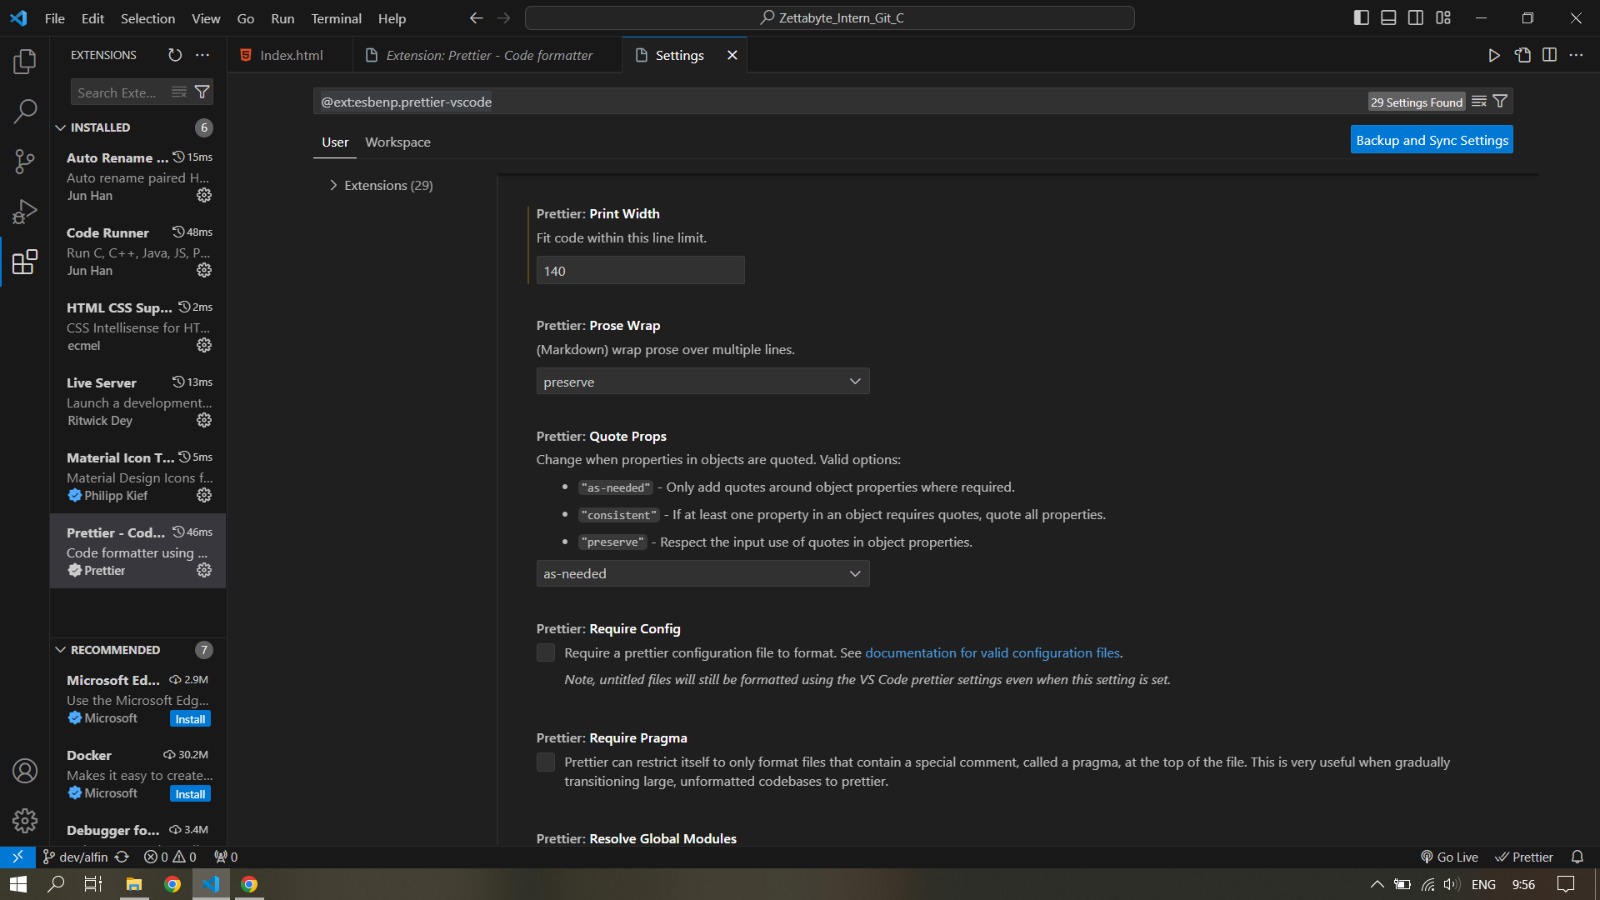 File Edit Selection View Go Run Terminal Help
Zettabyte_Intern_Git_C
EXTENSIONS
Index.html
Extension: Prettier - Code formatter
Settings
Search Exte...
INSTALLED 6
Auto Rename ... 15ms
Auto rename paired H...
Jun Han
Code Runner 48ms
Run C, C++, Java, JS, P...
Jun Han
HTML CSS Sup... 2ms
CSS Intellisense for HT...
ecmel
Live Server 13ms
Launch a development...
Ritwick Dey
Material Icon T... 5ms
Material Design Icons f...
Philipp Kief
Prettier - Cod... 46ms
Code formatter using ...
Prettier
RECOMMENDED 7
Microsoft Ed... 2.9M
Use the Microsoft Edg...
Microsoft Install
Docker 30.2M
Makes it easy to create...
Microsoft Install
Debugger fo... 3.4M
@ext:esbenp.prettier-vscode
29 Settings Found
User Workspace
Backup and Sync Settings
Extensions (29)
Prettier: Print Width
Fit code within this line limit.
140
Prettier: Prose Wrap
(Markdown) wrap prose over multiple lines.
preserve
Prettier: Quote Props
Change when properties in objects are quoted. Valid options:
• "as-needed" - Only add quotes around object properties where required.
• "consistent" - If at least one property in an object requires quotes, quote all properties.
• "preserve" - Respect the input use of quotes in object properties.
as-needed
Prettier: Require Config
Require a prettier configuration file to format. See documentation for valid configuration files.
Note, untitled files will still be formatted using the VS Code prettier settings even when this setting is set.
Prettier: Require Pragma
Prettier can restrict itself to only format files that contain a special comment, called a pragma, at the top of the file. This is very useful when gradually
transitioning large, unformatted codebases to prettier.
Prettier: Resolve Global Modules
dev/alfin 0 0 0
Go Live Prettier
ENG 9:56